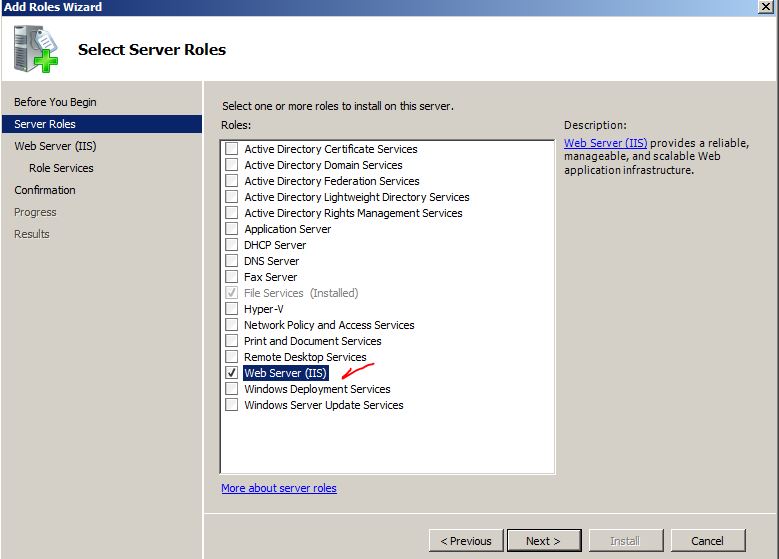 Add Roles Wizard
Select Server Roles
Before You Begin
Server Roles
Web Server (IIS)
Role Services
Confirmation
Progress
Results
Select one or more roles to install on this server.
Roles:
Active Directory Certificate Services
Active Directory Domain Services
Active Directory Federation Services
Active Directory Lightweight Directory Services
Active Directory Rights Management Services
Application Server
DHCP Server
DNS Server
Fax Server
File Services (Installed)
Hyper-V
Network Policy and Access Services
Print and Document Services
Remote Desktop Services
Web Server (IIS)
Windows Deployment Services
Windows Server Update Services
More about server roles
Description:
Web Server (IIS) provides a reliable,
manageable, and scalable Web
application infrastructure.
< Previous
Next >
Install
Cancel